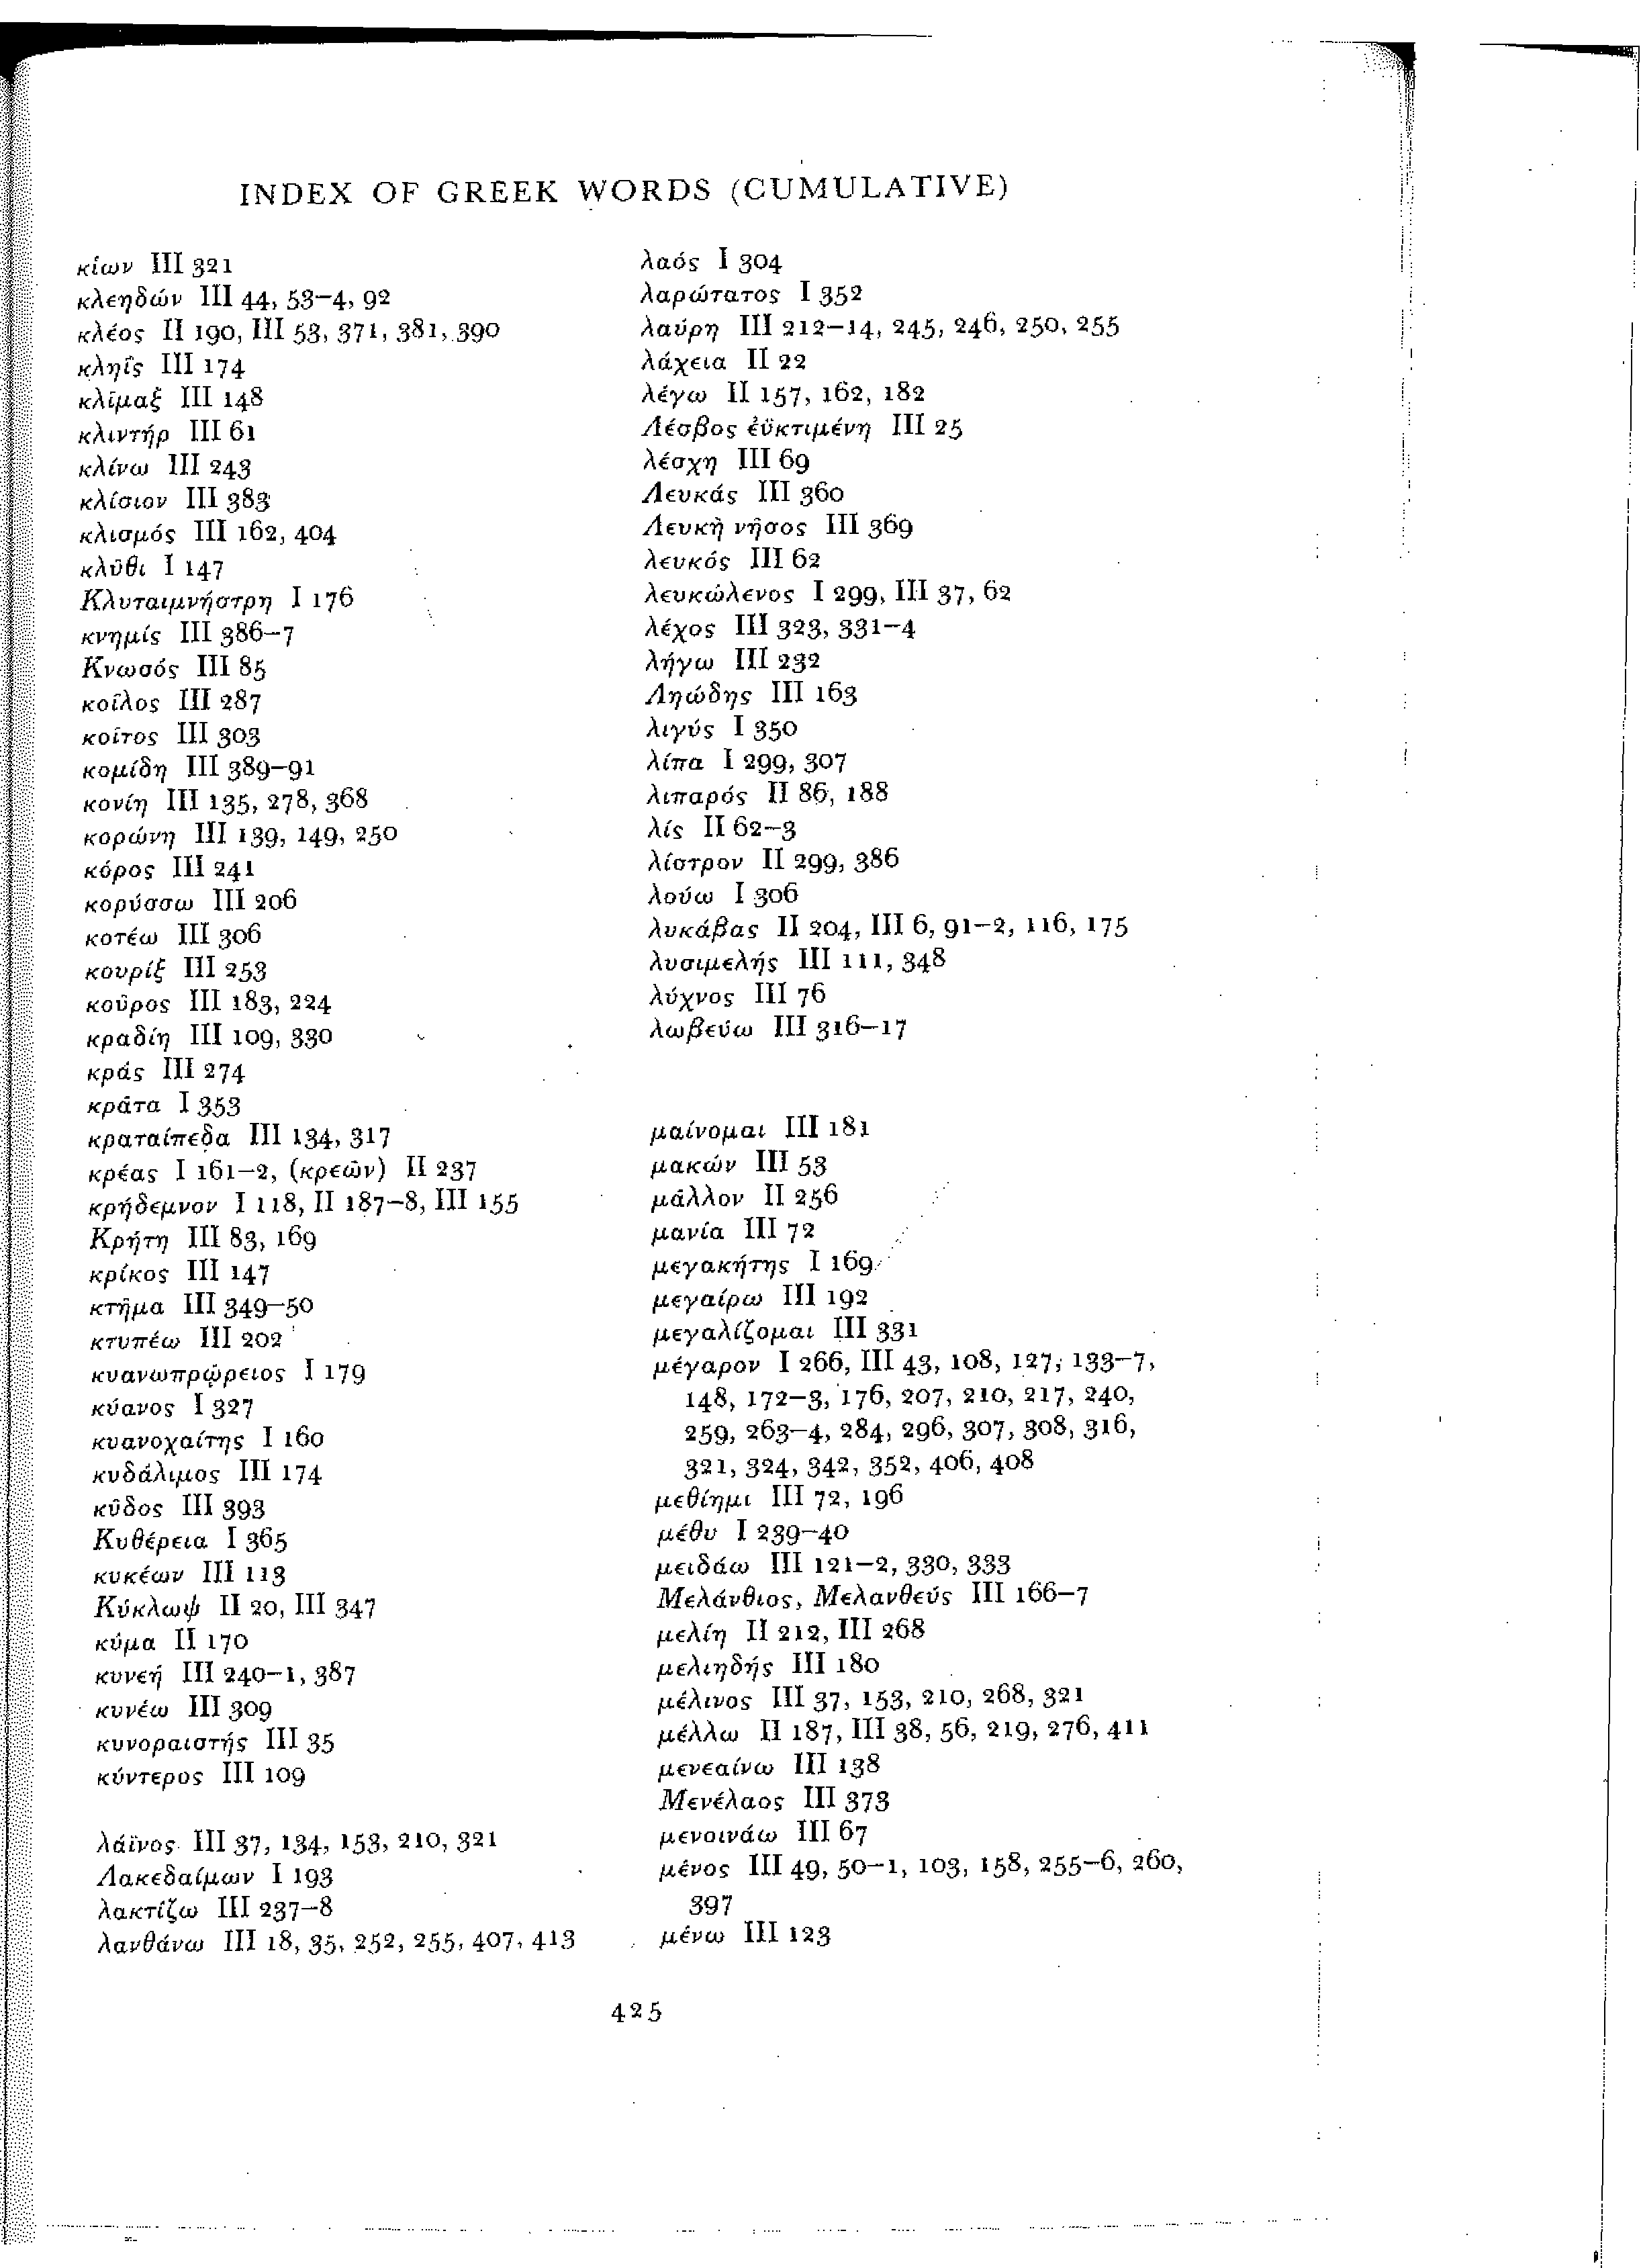 INDEX OF GREEK WORDS (CUMULATIVE)
κίων III 321
κλεηδών III 44, 53–4, 92
κλέος II 190, III 53, 371, 381, 390
κληΐς III 174
κλῖμαξ III 148
κλιντήρ III 61
κλίνω III 243
κλίσιον III 383
κλισμός III 162, 404
κλῦθι I 147
Κλυταιμνήστρη I 176
κνημίς III 386–7
Κνωσός III 85
κοῖλος III 287
κοῖτος III 303
κομίδη III 389–91
κονίη III 135, 278, 368
κορώνη III 139, 149, 250
κόρος III 241
κορύσσω III 206
κοτέω III 306
κουρίξ III 253
κοῦρος III 183, 224
κραδίη III 109, 330
κράς III 274
κρᾶτα I 353
κραταίπεδα III 134, 317
κρέας I 161–2, (κρεῶν) II 237
κρήδεμνον I 118, II 187–8, III 155
Κρήτη III 83, 169
κρίκος III 147
κτῆμα III 349–50
κτυπέω III 202
κυανωπρῴρειος I 179
κύανος I 327
κυανοχαίτης I 160
κυδάλιμος III 174
κῦδος III 393
Κυθέρεια I 365
κυκέων III 113
Κύκλωψ II 20, III 347
κῦμα II 170
κυνεή III 240–1, 387
κυνέω III 309
κυνοραιστής III 35
κύντερος III 109
λάϊνος III 37, 134, 153, 210, 321
Λακεδαίμων I 193
λακτίζω III 237–8
λανθάνω III 18, 35, 252, 255, 407, 413
λαός I 304
λαρώτατος I 352
λαύρη III 212–14, 245, 246, 250, 255
λάχεια II 22
λέγω II 157, 162, 182
Λέσβος ἐϋκτιμένη III 25
λέσχη III 69
Λευκάς III 360
Λευκὴ νῆσος III 369
λευκός III 62
λευκώλενος I 299, III 37, 62
λέχος III 323, 331–4
λήγω III 232
Ληώδης III 163
λιγύς I 350
λίπα I 299, 307
λιπαρός II 86, 188
λίς II 62–3
λίστρον II 299, 386
λούω I 306
λυκάβας II 204, III 6, 91–2, 116, 175
λυσιμελής III 111, 348
λύχνος III 76
λωβεύω III 316–17
μαίνομαι III 181
μακών III 53
μᾶλλον II 256
μανία III 72
μεγακήτης I 169
μεγαίρω III 192
μεγαλίζομαι III 331
μέγαρον I 266, III 43, 108, 127, 133–7,
148, 172–3, 176, 207, 210, 217, 240,
259, 263–4, 284, 296, 307, 308, 316,
321, 324, 342, 352, 406, 408
μεθίημι III 72, 196
μέθυ I 239–40
μειδάω III 121–2, 330, 333
Μελάνθιος, Μελανθεύς III 166–7
μελίη II 212, III 268
μελιηδής III 180
μέλινος III 37, 153, 210, 268, 321
μέλλω II 187, III 38, 56, 219, 276, 411
μενεαίνω III 138
Μενέλαος III 373
μενοινάω III 67
μένος III 49, 50–1, 103, 158, 255–6, 260,
397
μένω III 123
425